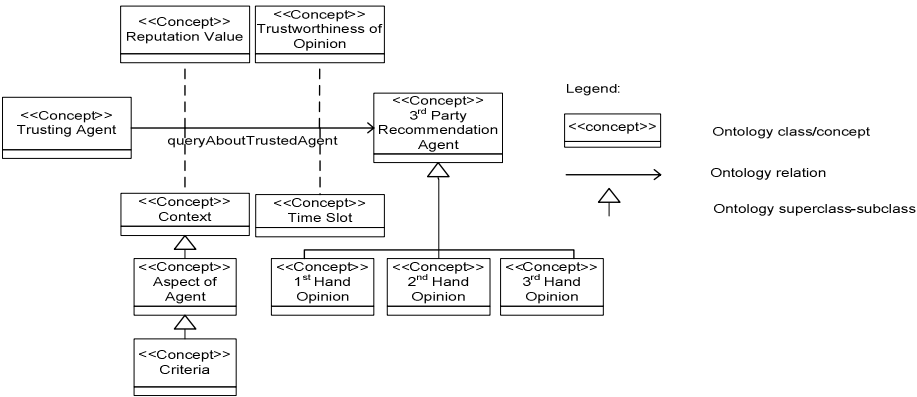 <<Concept>>
Reputation Value
<<Concept>>
Trustworthiness of
Opinion
<<Concept>>
Trusting Agent
queryAboutTrustedAgent
<<Concept>>
3rd Party
Recommendation
Agent
Legend:
<<concept>>
Ontology class/concept
Ontology relation
Ontology superclass-subclass
<<Concept>>
Context
<<Concept>>
Time Slot
<<Concept>>
Aspect of
Agent
<<Concept>>
1st Hand
Opinion
<<Concept>>
2nd Hand
Opinion
<<Concept>>
3rd Hand
Opinion
<<Concept>>
Criteria